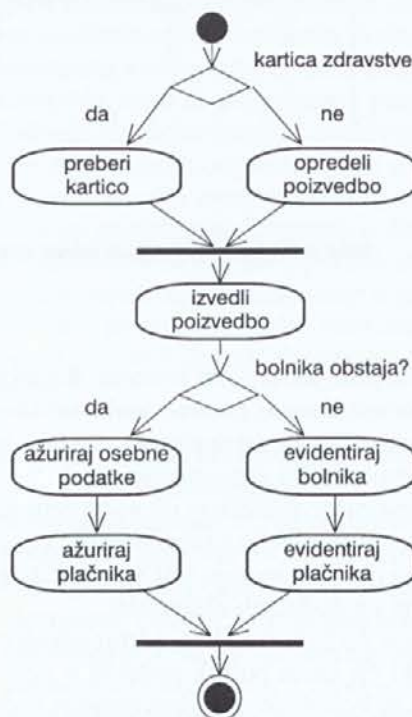 kartica zdravstve
da
ne
preberi
kartico
opredeli
poizvedbo
izvedli
poizvedbo
bolnika obstaja?
da
ne
ažuriraj osebne
podatke
evidentiraj
bolnika
ažuriraj
plačnika
evidentiraj
plačnika